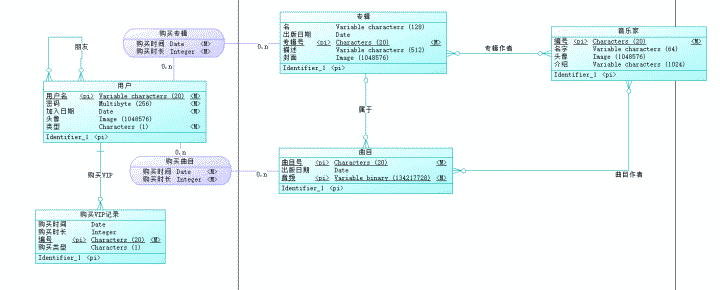 朋友
购买专辑
购买时间 Date <M>
购买时长 Integer <M>
0.n
0.n
专辑
名 Variable characters (128)
出版日期 Date
专辑号 <pi> Characters (20) <M>
描述 Variable characters (512)
封面 Image (1048576)
Identifier_1 <pi>
专辑作者
音乐家
编号 <pi> Characters (20) <M>
名字 Variable characters (64)
头像 Image (1048576)
介绍 Variable characters (1024)
Identifier_1 <pi>
用户
用户名 <pi> Variable characters (20) <M>
密码 Multibyte (256) <M>
加入日期 Date <M>
头像 Image (1048576)
类型 Characters (1) <M>
Identifier_1 <pi>
属于
0.n
购买曲目
购买时间 Date <M>
购买时长 Integer <M>
0.n
曲目
曲目号 <pi> Characters (20) <M>
出版日期 Date
音频 <pi> Variable binary (134217728) <M>
Identifier_1 <pi>
曲目作者
购买VIP
购买VIP记录
购买时间 Date
购买时长 Integer
编号 <pi> Characters (20) <M>
购买类型 Characters (1)
Identifier_1 <pi>